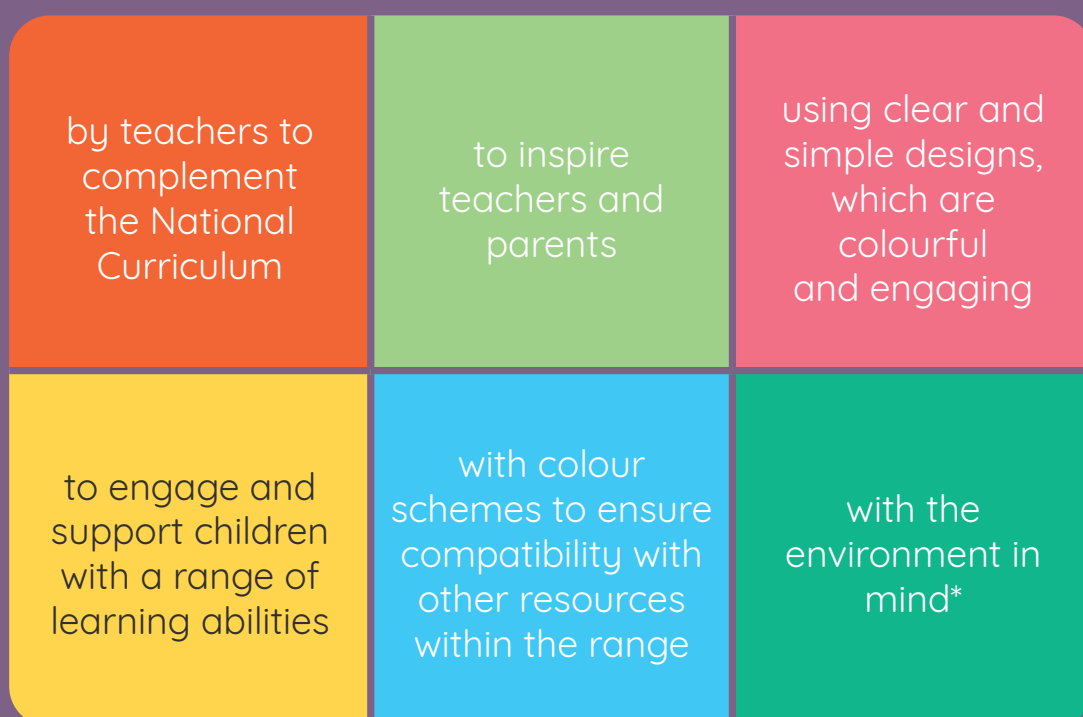 by teachers to
complement
the National
Curriculum
to inspire
teachers and
parents
using clear and
simple designs,
which are
colourful
and engaging
to engage and
support children
with a range of
learning abilities
with colour
schemes to ensure
compatibility with
other resources
within the range
with the
environment in
mind*